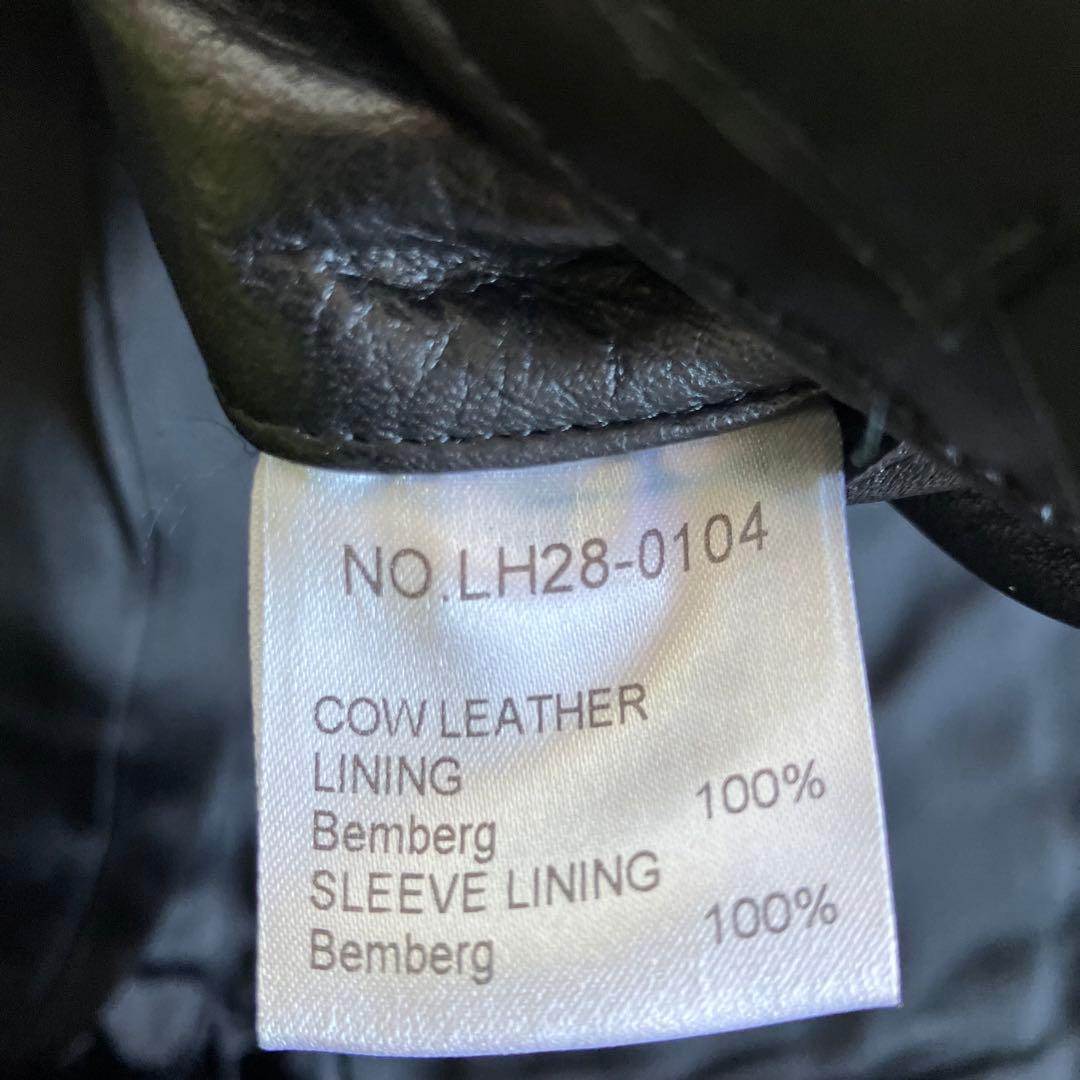 NO.LH28-0104
COW LEATHER
LINING
Bemberg 100%
SLEEVE LINING
Bemberg 100%